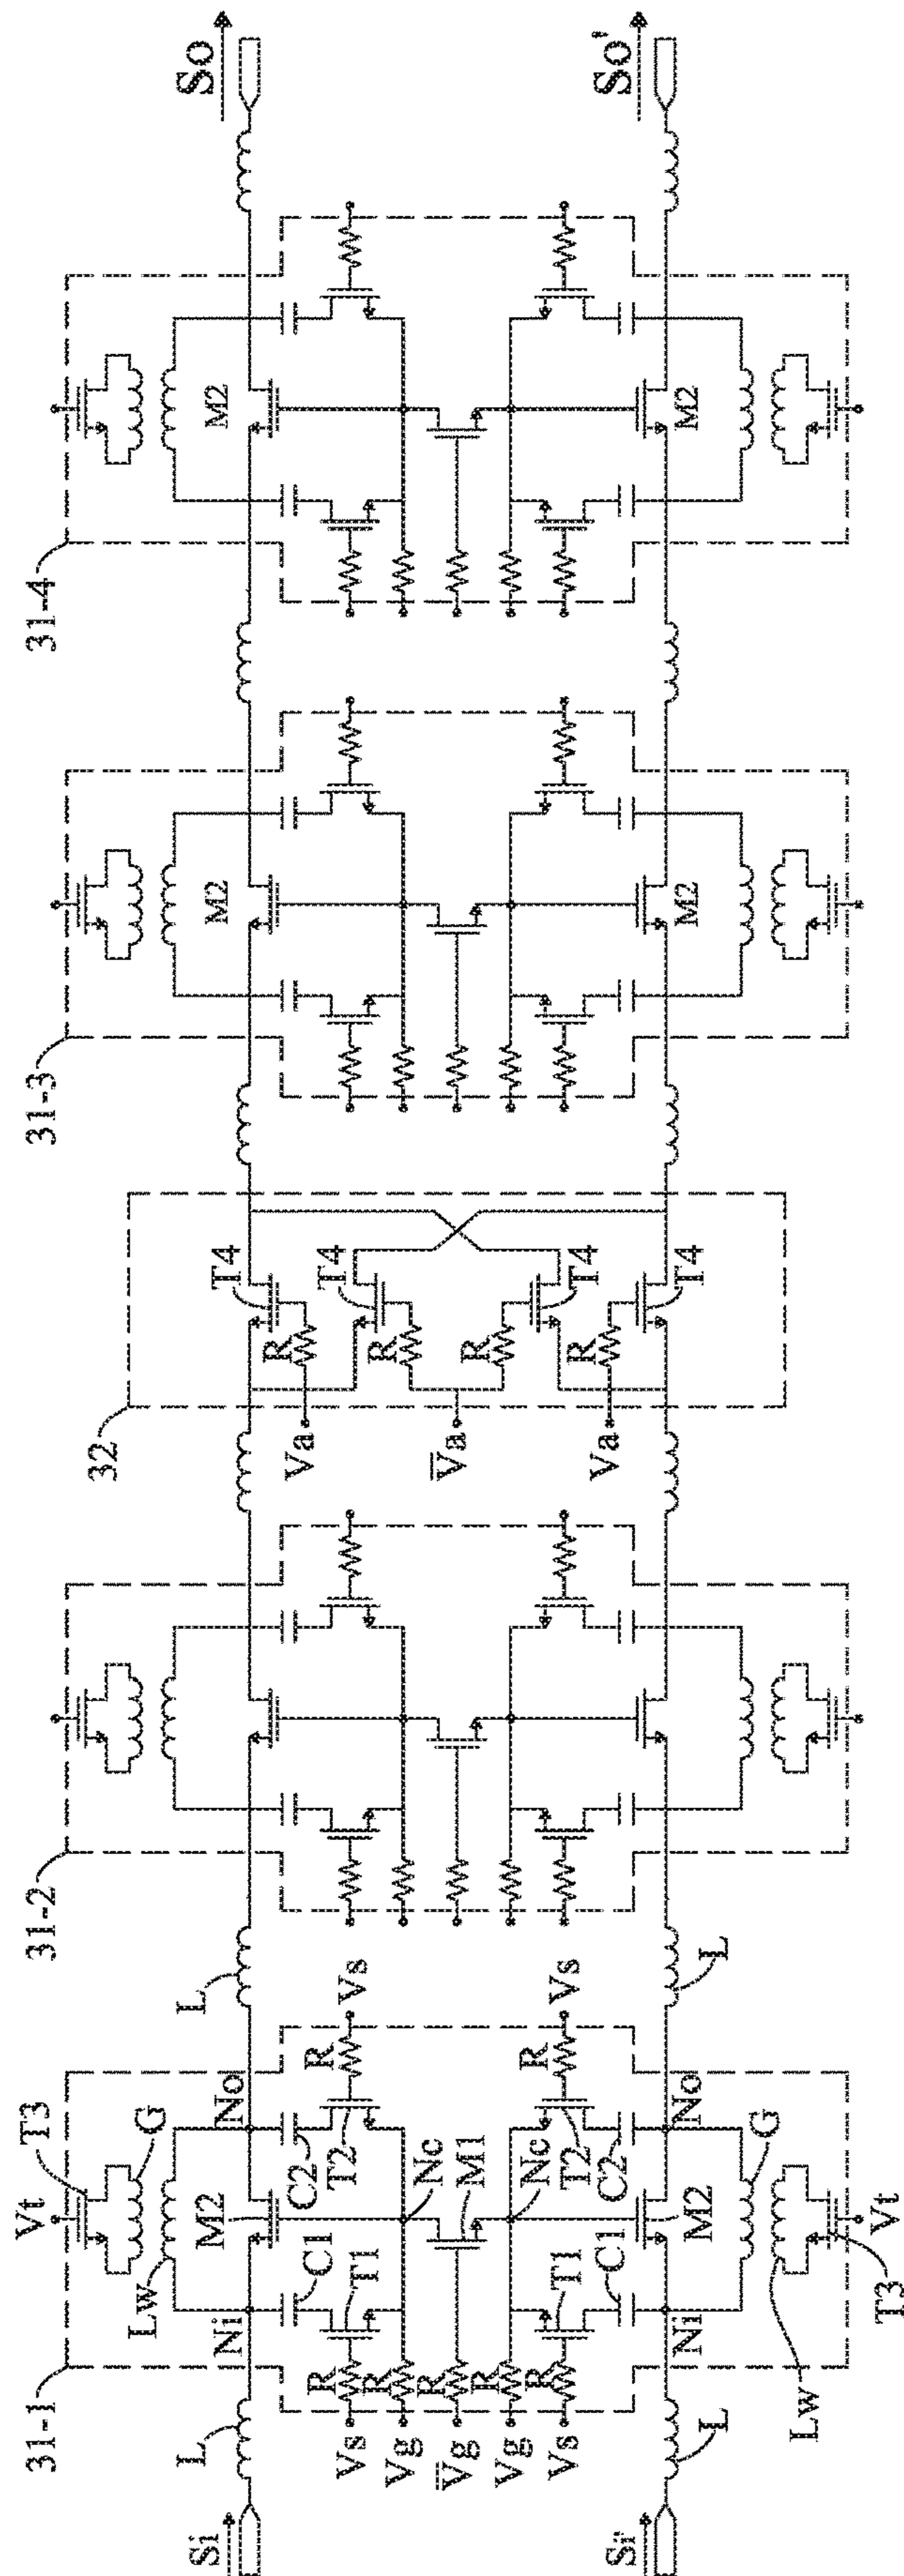 31-1 Vt T3 31-2 32 31-3 31-4
Lw G
Si L Ni M2 No L T4 M2 M2 So
C1 C2 R Vs R Va
Vs R T1 T2 T4
Vg R Nc R
V̅g R M1 V̅a
Vg R Nc R
Vs R T1 T2 R Vs T4
C1 C2 R Va
Si' L Ni M2 No L T4 M2 M2 So'
G
Lw T3 Vt